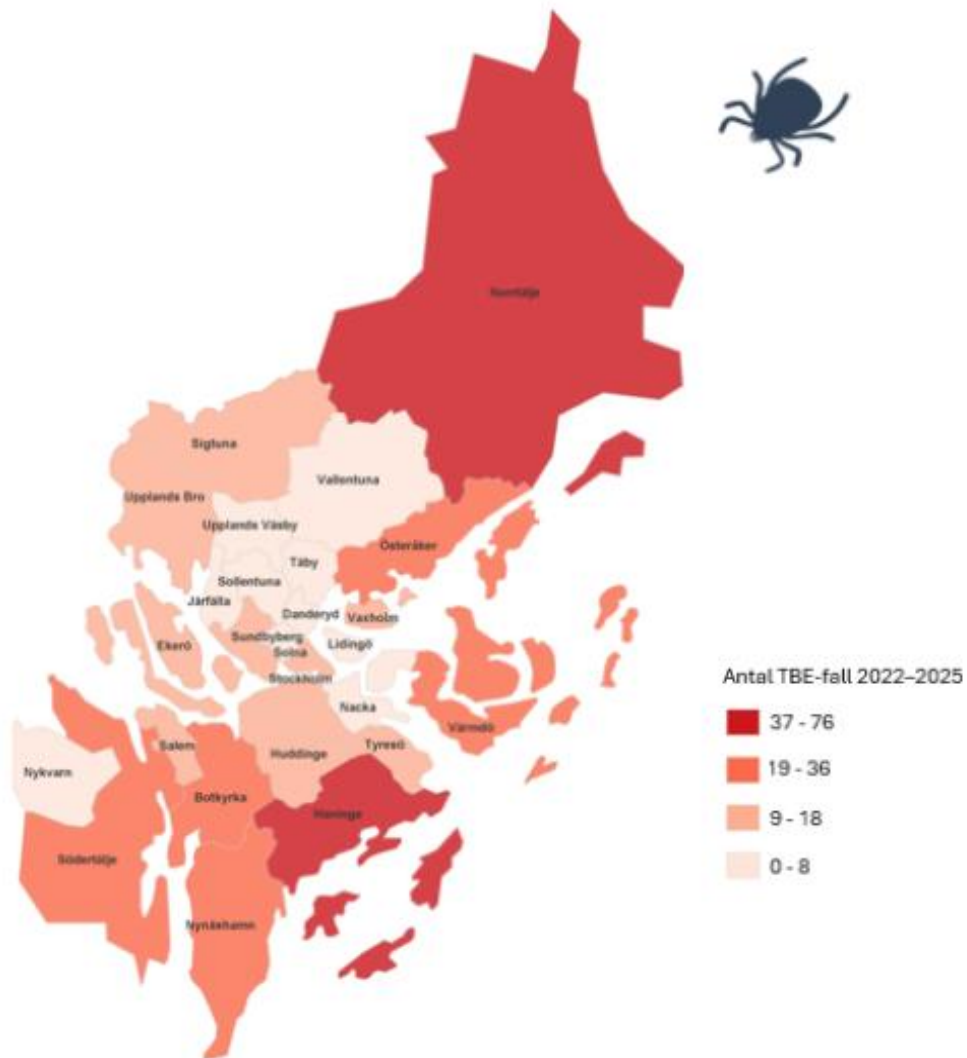 Norrtälje
Sigtuna
Vallentuna
Upplands Bro
Upplands Väsby
Österåker
Täby
Sollentuna
Järfälla
Danderyd
Vaxholm
Sundbyberg
Ekerö
Lidingö
Solna
Stockholm
Antal TBE-fall 2022–2025
Nacka
37 - 76
Värmdö
Salem
Huddinge
Tyresö
19 - 36
Nykvarn
Botkyrka
Haninge
9 - 18
Södertälje
0 - 8
Nynäshamn